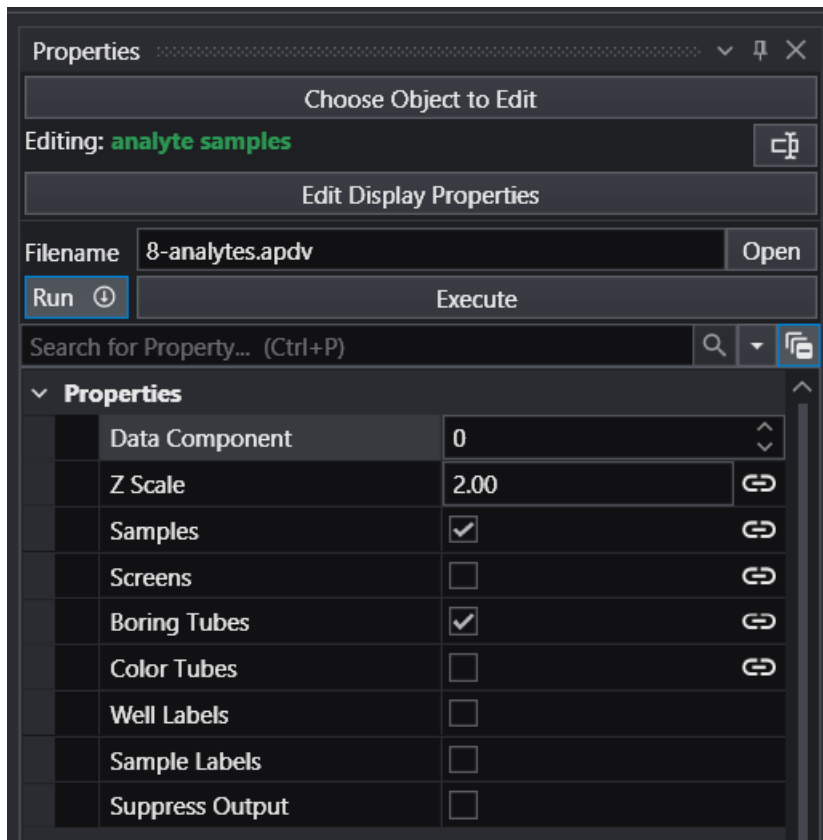 Properties
Choose Object to Edit
Editing: analyte samples
Edit Display Properties
Filename 8-analytes.apdv Open
Run Execute
Search for Property... (Ctrl+P)
Properties
Data Component 0
Z Scale 2.00
Samples
Screens
Boring Tubes
Color Tubes
Well Labels
Sample Labels
Suppress Output